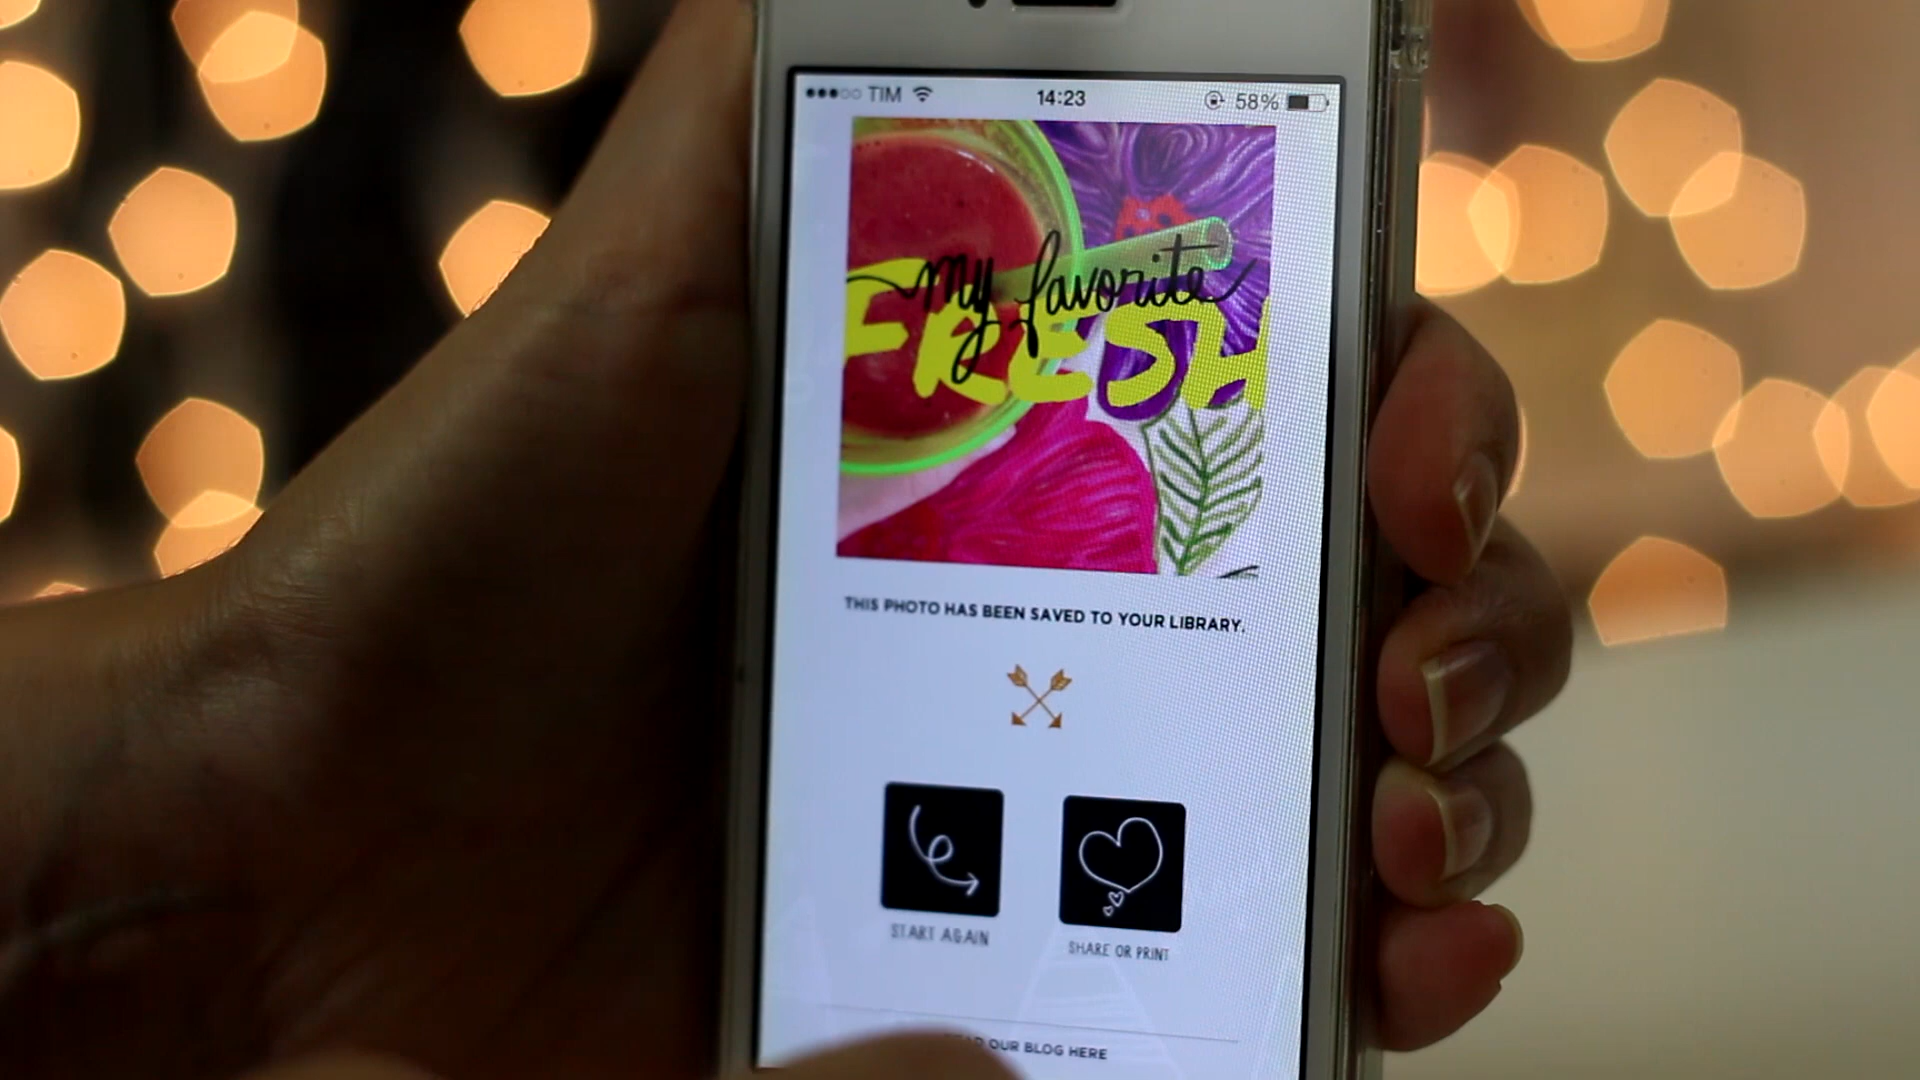 TIM 14:23 58%
my favorite
FRESH
THIS PHOTO HAS BEEN SAVED TO YOUR LIBRARY.
START AGAIN
SHARE OR PRINT
OUR BLOG HERE